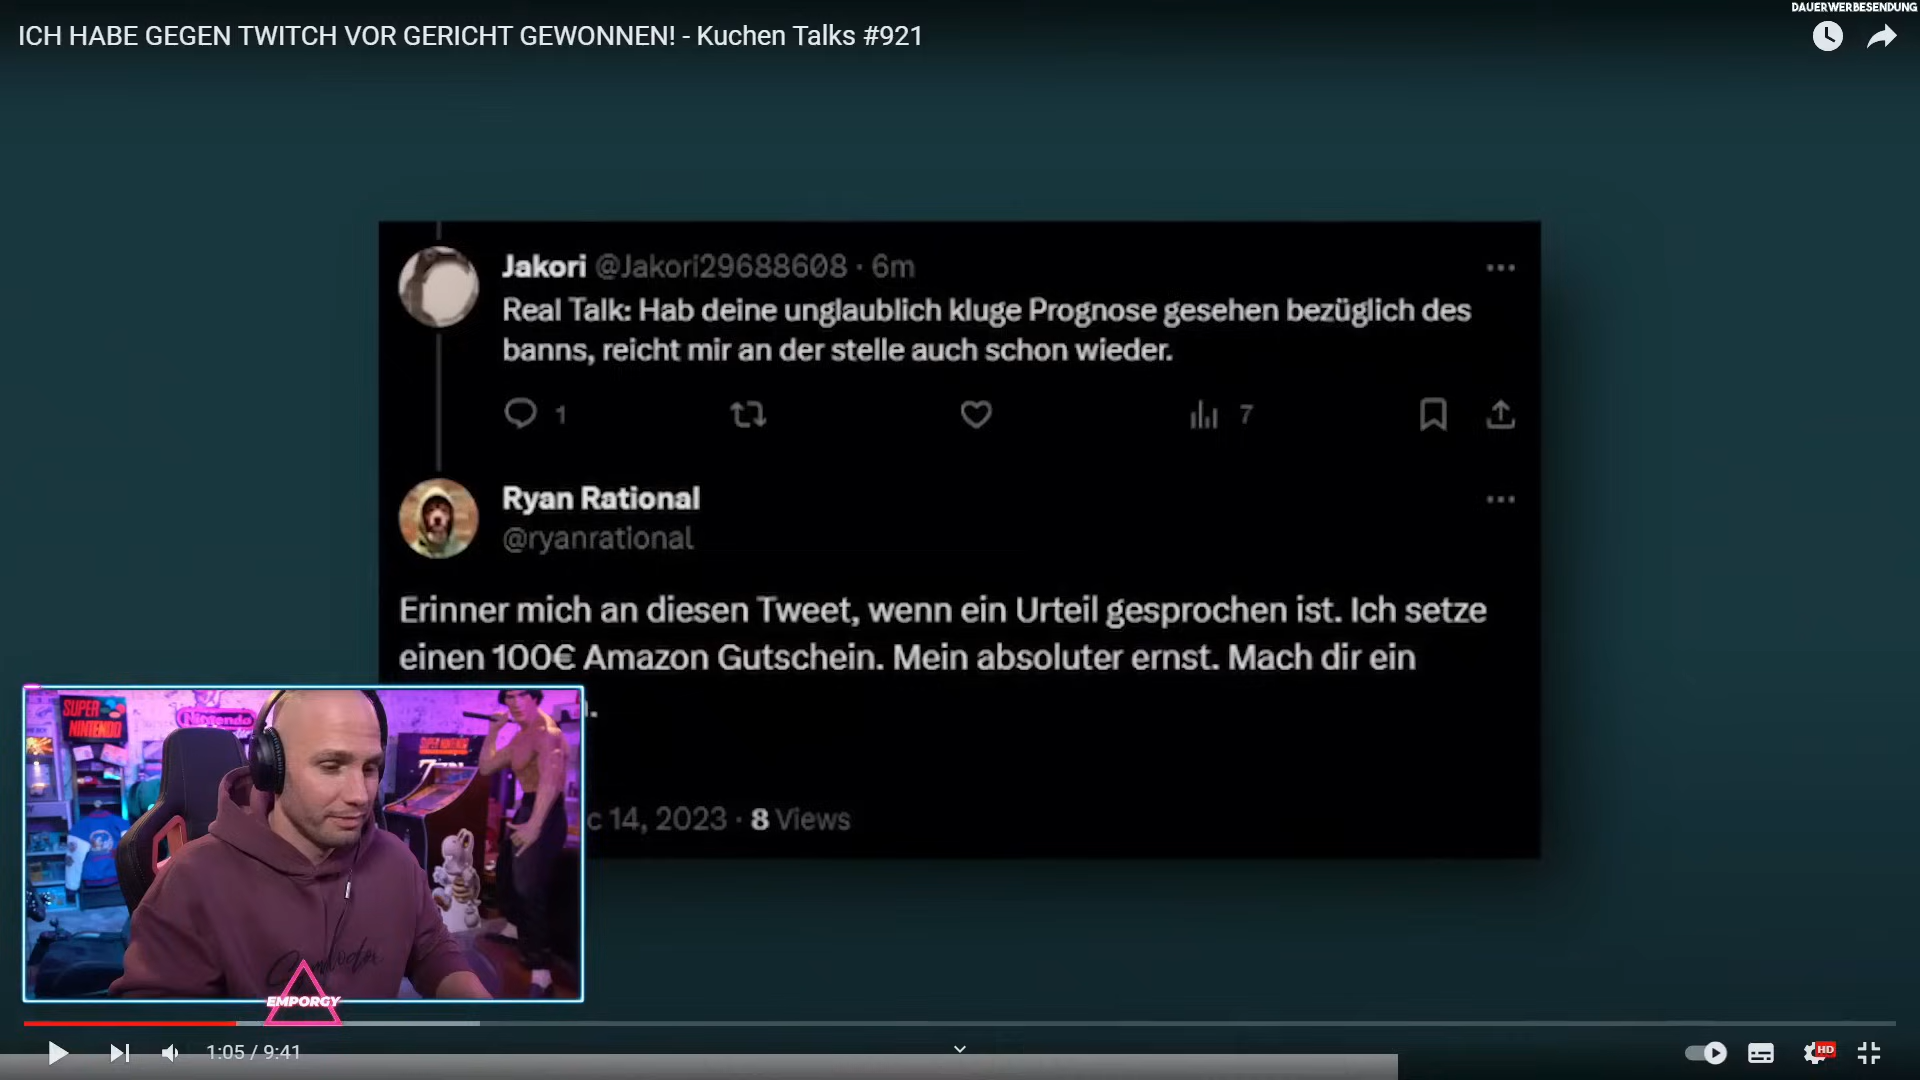 DAUERWERBESENDUNG
ICH HABE GEGEN TWITCH VOR GERICHT GEWONNEN! - Kuchen Talks #921
Jakori @Jakori29688608 · 6m
Real Talk: Hab deine unglaublich kluge Prognose gesehen bezüglich des
banns, reicht mir an der stelle auch schon wieder.
1
7
Ryan Rational
@ryanrational
Erinner mich an diesen Tweet, wenn ein Urteil gesprochen ist. Ich setze
einen 100€ Amazon Gutschein. Mein absoluter ernst. Mach dir ein
14, 2023 · 8 Views
SUPER
NINTENDO
Nintendo
SUPER NINTENDO
EMPORGY
1:05 / 9:41
HD